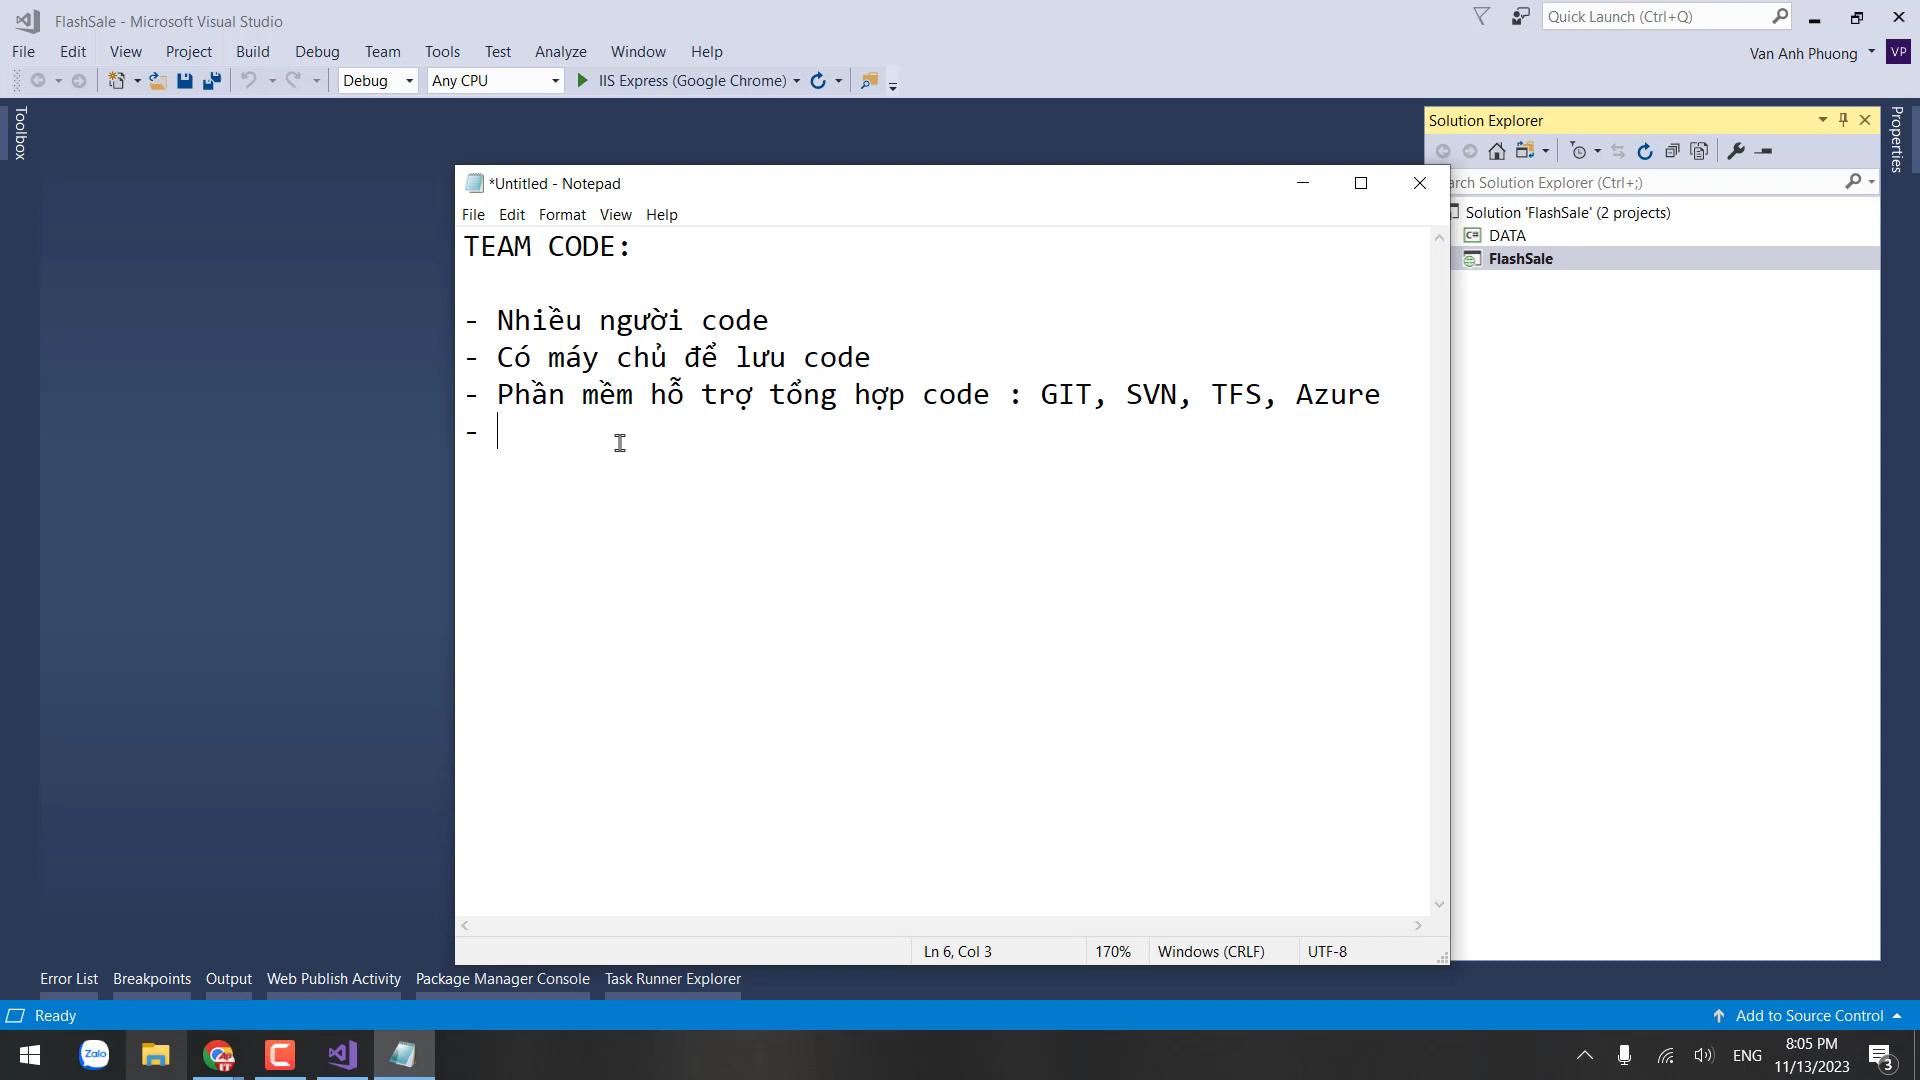 FlashSale - Microsoft Visual Studio
Quick Launch (Ctrl+Q)
File Edit View Project Build Debug Team Tools Test Analyze Window Help
Van Anh Phuong VP
Debug Any CPU IIS Express (Google Chrome)
Toolbox
Solution Explorer
Properties
*Untitled - Notepad
arch Solution Explorer (Ctrl+;)
File Edit Format View Help
Solution 'FlashSale' (2 projects)
C# DATA
FlashSale
TEAM CODE:
- Nhiều người code
- Có máy chủ để lưu code
- Phần mềm hỗ trợ tổng hợp code : GIT, SVN, TFS, Azure
-
Ln 6, Col 3 170% Windows (CRLF) UTF-8
Error List Breakpoints Output Web Publish Activity Package Manager Console Task Runner Explorer
Ready
Add to Source Control
Zalo
ENG
8:05 PM
11/13/2023
3